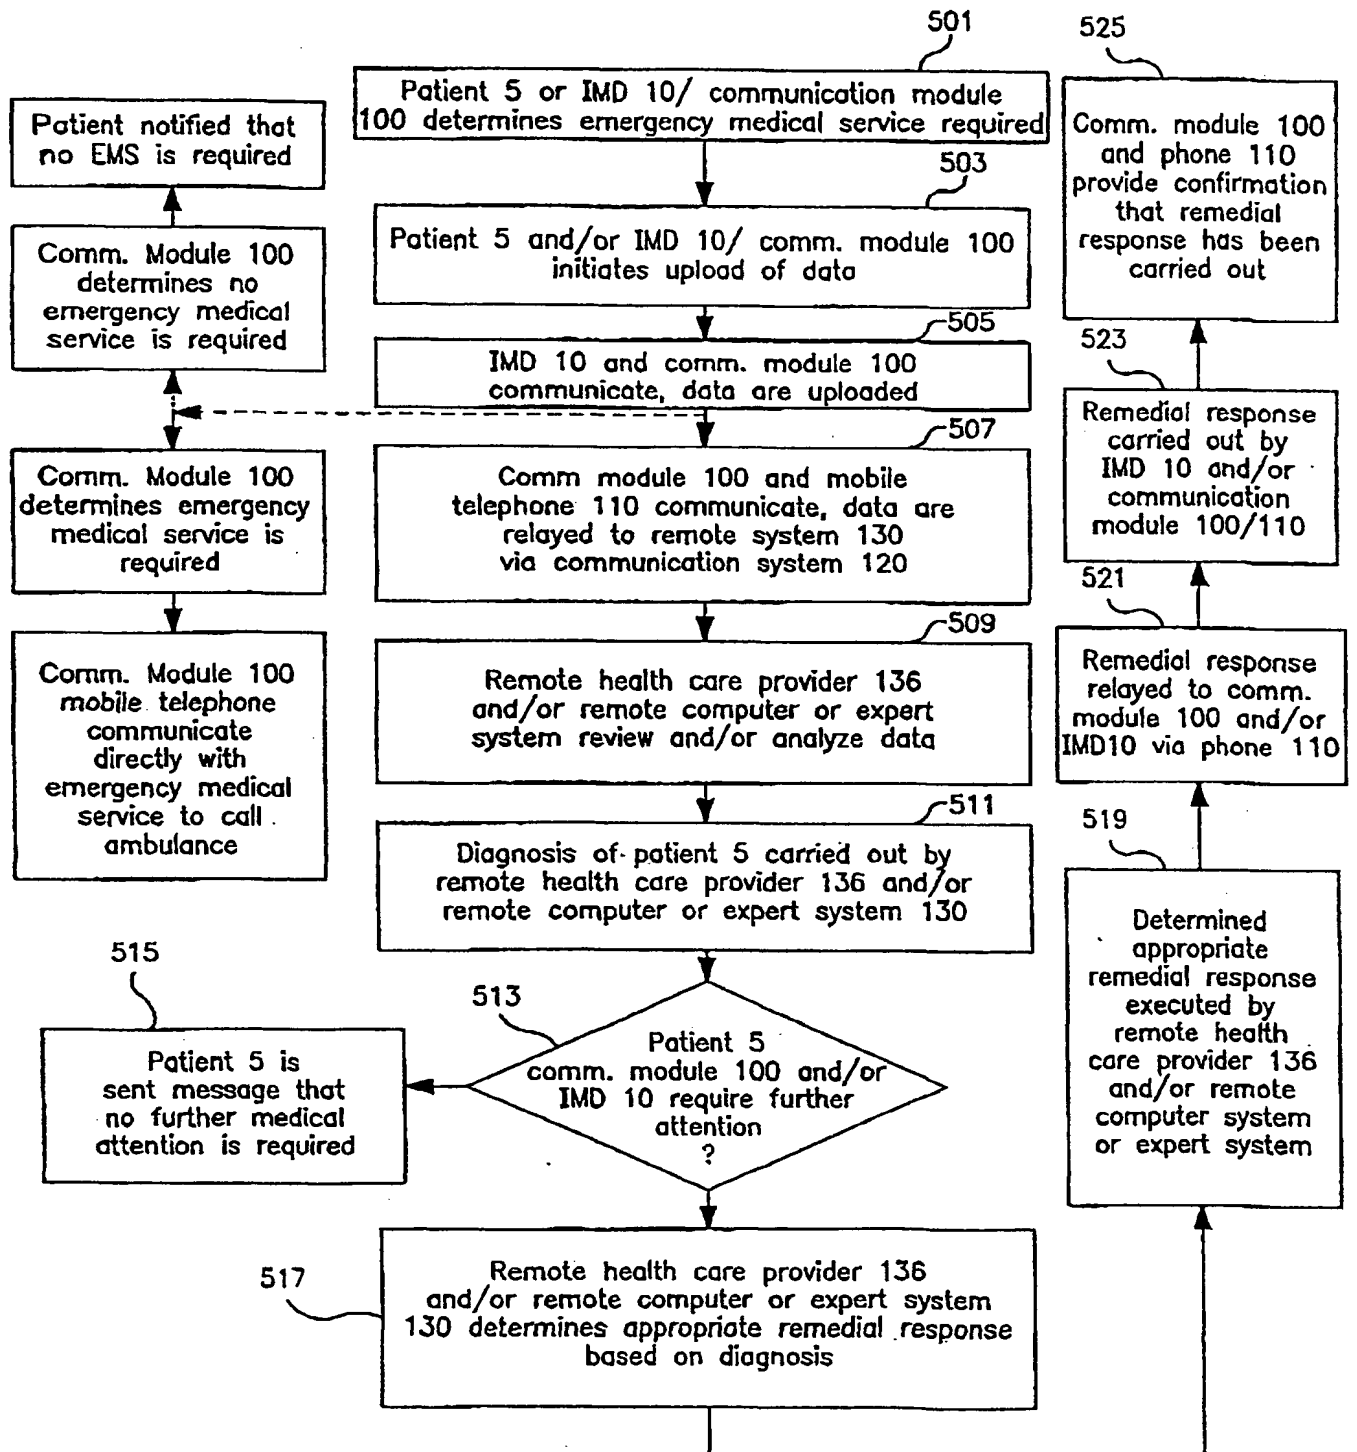 501
Patient 5 or IMD 10/ communication module
100 determines emergency medical service required
503
Patient 5 and/or IMD 10/ comm. module 100
initiates upload of data
505
IMD 10 and comm. module 100
communicate, data are uploaded
507
Comm module 100 and mobile
telephone 110 communicate, data are
relayed to remote system 130
via communication system 120
509
Remote health care provider 136
and/or remote computer or expert
system review and/or analyze data
511
Diagnosis of patient 5 carried out by
remote health care provider 136 and/or
remote computer or expert system 130
513
Patient 5
comm. module 100 and/or
IMD 10 require further
attention
?
515
Patient 5 is
sent message that
no further medical
attention is required
517
Remote health care provider 136
and/or remote computer or expert system
130 determines appropriate remedial response
based on diagnosis
Patient notified that
no EMS is required
Comm. Module 100
determines no
emergency medical
service is required
Comm. Module 100
determines emergency
medical service is
required
Comm. Module 100
mobile telephone
communicate
directly with
emergency medical
service to call
ambulance
525
Comm. module 100
and phone 110
provide confirmation
that remedial
response has been
carried out
523
Remedial response
carried out by
IMD 10 and/or
communication
module 100/110
521
Remedial response
relayed to comm.
module 100 and/or
IMD10 via phone 110
519
Determined
appropriate
remedial response
executed by
remote health
care provider 136
and/or remote
computer system
or expert system